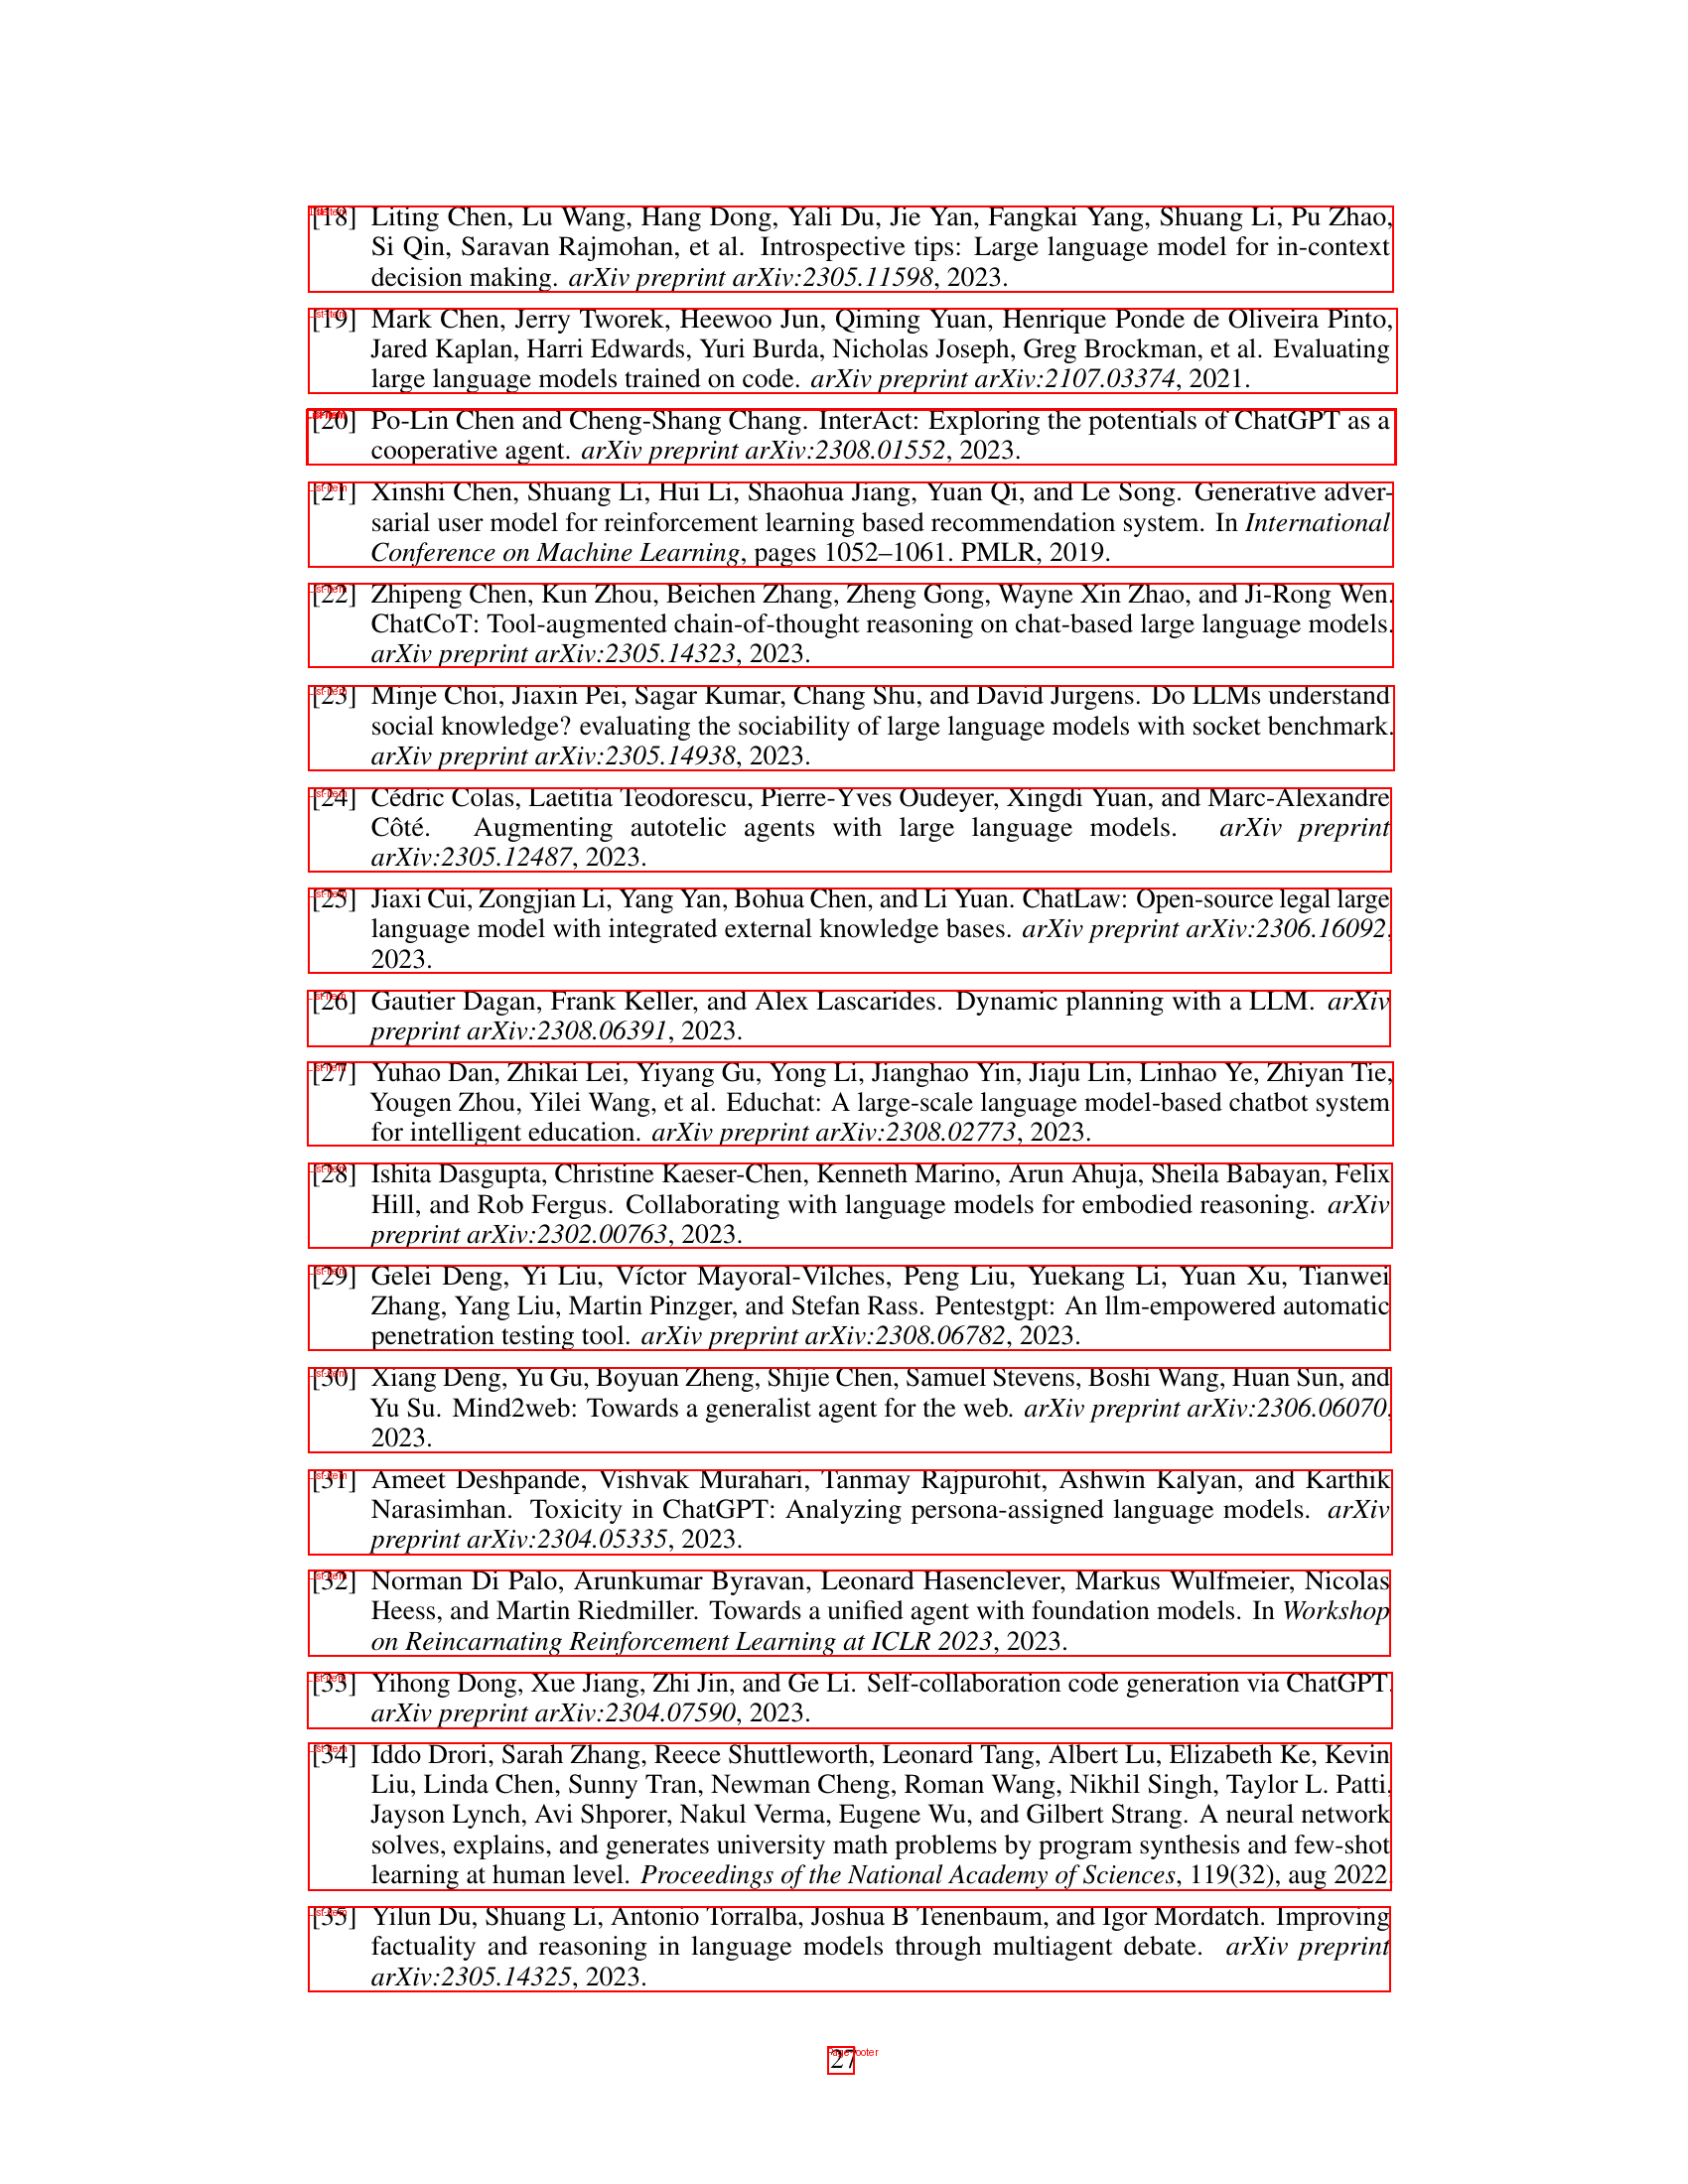 [18] Liting Chen, Lu Wang, Hang Dong, Yali Du, Jie Yan, Fangkai Yang, Shuang Li, Pu Zhao,
Si Qin, Saravan Rajmohan, et al. Introspective tips: Large language model for in-context
decision making. arXiv preprint arXiv:2305.11598, 2023.
[19] Mark Chen, Jerry Tworek, Heewoo Jun, Qiming Yuan, Henrique Ponde de Oliveira Pinto,
Jared Kaplan, Harri Edwards, Yuri Burda, Nicholas Joseph, Greg Brockman, et al. Evaluating
large language models trained on code. arXiv preprint arXiv:2107.03374, 2021.
[20] Po-Lin Chen and Cheng-Shang Chang. InterAct: Exploring the potentials of ChatGPT as a
cooperative agent. arXiv preprint arXiv:2308.01552, 2023.
[21] Xinshi Chen, Shuang Li, Hui Li, Shaohua Jiang, Yuan Qi, and Le Song. Generative adver-
sarial user model for reinforcement learning based recommendation system. In International
Conference on Machine Learning, pages 1052–1061. PMLR, 2019.
[22] Zhipeng Chen, Kun Zhou, Beichen Zhang, Zheng Gong, Wayne Xin Zhao, and Ji-Rong Wen.
ChatCoT: Tool-augmented chain-of-thought reasoning on chat-based large language models.
arXiv preprint arXiv:2305.14323, 2023.
[23] Minje Choi, Jiaxin Pei, Sagar Kumar, Chang Shu, and David Jurgens. Do LLMs understand
social knowledge? evaluating the sociability of large language models with socket benchmark.
arXiv preprint arXiv:2305.14938, 2023.
[24] Cédric Colas, Laetitia Teodorescu, Pierre-Yves Oudeyer, Xingdi Yuan, and Marc-Alexandre
Côté. Augmenting autotelic agents with large language models. arXiv preprint
arXiv:2305.12487, 2023.
[25] Jiaxi Cui, Zongjian Li, Yang Yan, Bohua Chen, and Li Yuan. ChatLaw: Open-source legal large
language model with integrated external knowledge bases. arXiv preprint arXiv:2306.16092,
2023.
[26] Gautier Dagan, Frank Keller, and Alex Lascarides. Dynamic planning with a LLM. arXiv
preprint arXiv:2308.06391, 2023.
[27] Yuhao Dan, Zhikai Lei, Yiyang Gu, Yong Li, Jianghao Yin, Jiaju Lin, Linhao Ye, Zhiyan Tie,
Yougen Zhou, Yilei Wang, et al. Educhat: A large-scale language model-based chatbot system
for intelligent education. arXiv preprint arXiv:2308.02773, 2023.
[28] Ishita Dasgupta, Christine Kaeser-Chen, Kenneth Marino, Arun Ahuja, Sheila Babayan, Felix
Hill, and Rob Fergus. Collaborating with language models for embodied reasoning. arXiv
preprint arXiv:2302.00763, 2023.
[29] Gelei Deng, Yi Liu, Víctor Mayoral-Vilches, Peng Liu, Yuekang Li, Yuan Xu, Tianwei
Zhang, Yang Liu, Martin Pinzger, and Stefan Rass. Pentestgpt: An llm-empowered automatic
penetration testing tool. arXiv preprint arXiv:2308.06782, 2023.
[30] Xiang Deng, Yu Gu, Boyuan Zheng, Shijie Chen, Samuel Stevens, Boshi Wang, Huan Sun, and
Yu Su. Mind2web: Towards a generalist agent for the web. arXiv preprint arXiv:2306.06070,
2023.
[31] Ameet Deshpande, Vishvak Murahari, Tanmay Rajpurohit, Ashwin Kalyan, and Karthik
Narasimhan. Toxicity in ChatGPT: Analyzing persona-assigned language models. arXiv
preprint arXiv:2304.05335, 2023.
[32] Norman Di Palo, Arunkumar Byravan, Leonard Hasenclever, Markus Wulfmeier, Nicolas
Heess, and Martin Riedmiller. Towards a unified agent with foundation models. In Workshop
on Reincarnating Reinforcement Learning at ICLR 2023, 2023.
[33] Yihong Dong, Xue Jiang, Zhi Jin, and Ge Li. Self-collaboration code generation via ChatGPT.
arXiv preprint arXiv:2304.07590, 2023.
[34] Iddo Drori, Sarah Zhang, Reece Shuttleworth, Leonard Tang, Albert Lu, Elizabeth Ke, Kevin
Liu, Linda Chen, Sunny Tran, Newman Cheng, Roman Wang, Nikhil Singh, Taylor L. Patti,
Jayson Lynch, Avi Shporer, Nakul Verma, Eugene Wu, and Gilbert Strang. A neural network
solves, explains, and generates university math problems by program synthesis and few-shot
learning at human level. Proceedings of the National Academy of Sciences, 119(32), aug 2022.
[35] Yilun Du, Shuang Li, Antonio Torralba, Joshua B Tenenbaum, and Igor Mordatch. Improving
factuality and reasoning in language models through multiagent debate. arXiv preprint
arXiv:2305.14325, 2023.
27